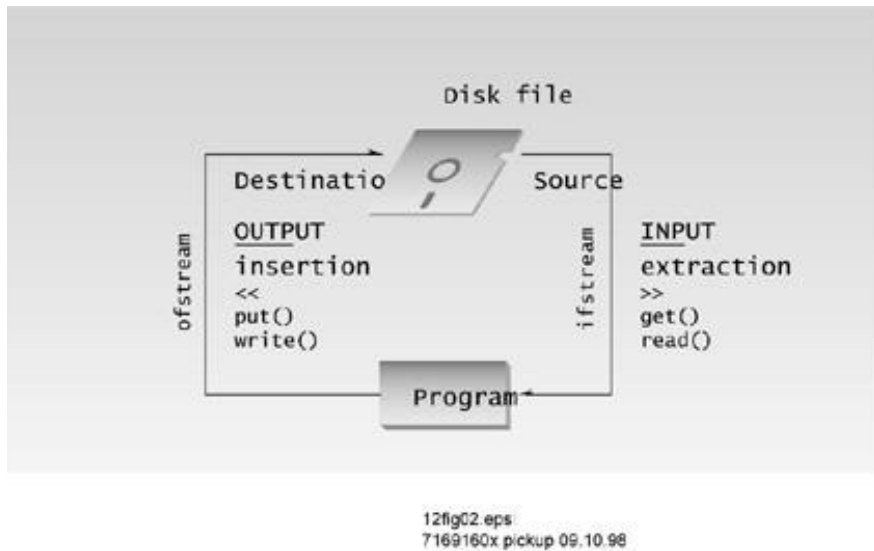 Disk file
Destinatio
Source
ofstream
OUTPUT
insertion
<<
put()
write()
ifstream
INPUT
extraction
>>
get()
read()
Program
12fig02.eps
7169160x pickup 09.10.98